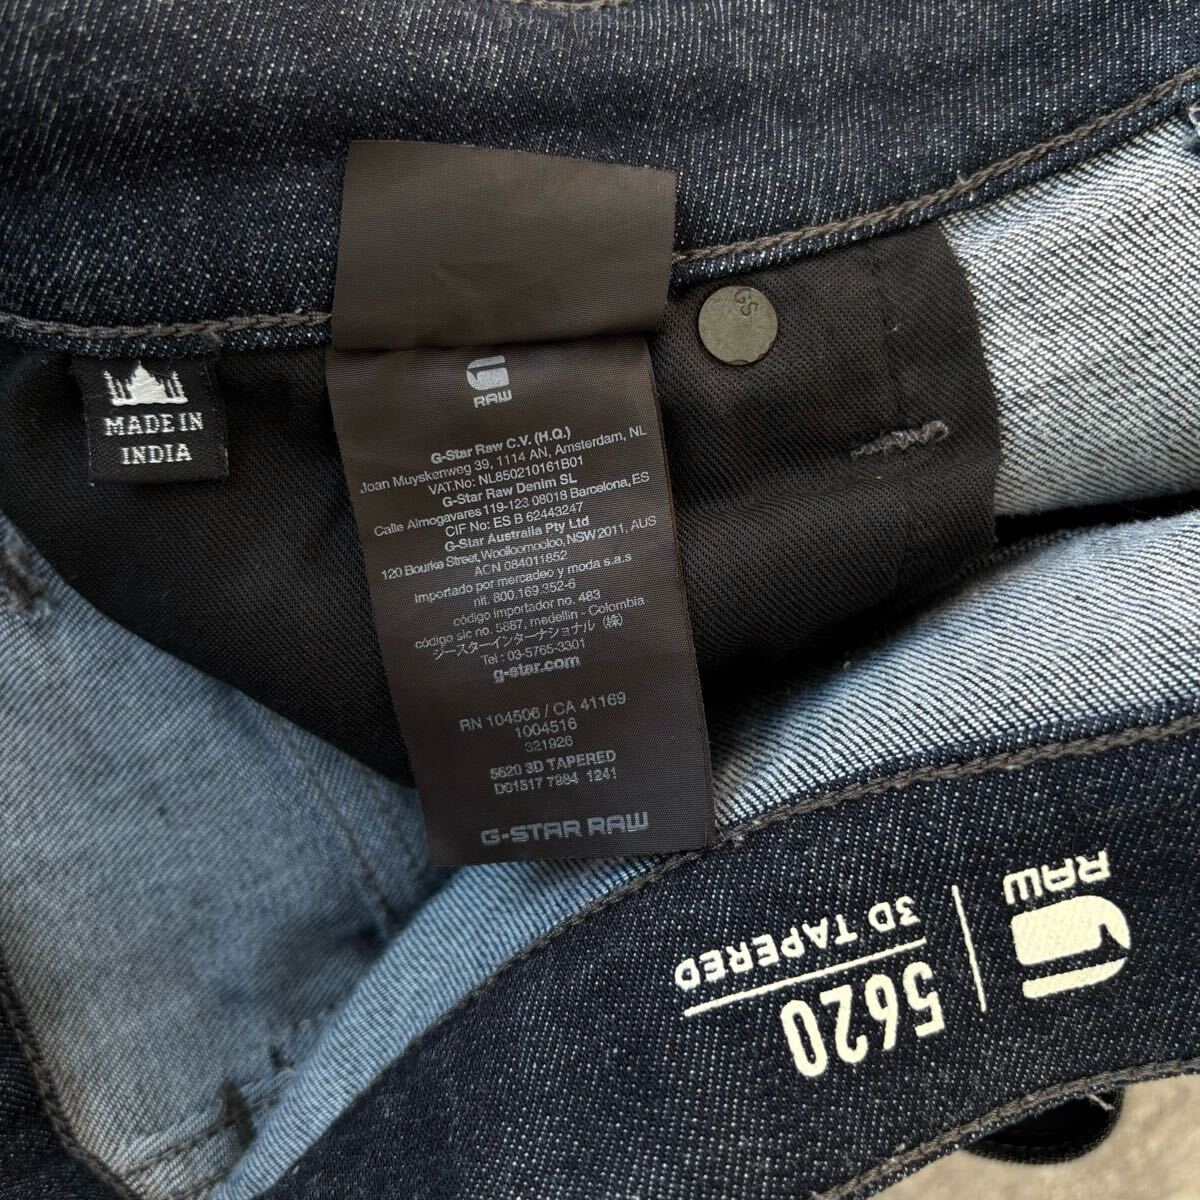 MADE IN
INDIA
RAW
G-Star Raw C.V. (H.Q.)
Joan Muyskenweg 39, 1114 AN, Amsterdam, NL
VAT.No: NL850210161B01
G-Star Raw Denim SL
Calle Almogavares 119-123 08018 Barcelona, ES
CIF No: ES B 62443247
G-Star Australia Pty Ltd
120 Bourke Street, Woolloomooloo, NSW 2011, AUS
ACN 084011852
Importado por mercadeo y moda s.a.s
nit. 800.169.352-6
código importador no. 483
código sic no. 5887, medellin - Colombia
ジースターインターナショナル (株)
Tel : 03-5765-3301
g-star.com
RN 104506 / CA 41169
1004516
321926
5620 3D TAPERED
D01517 7984 1241
G-STAR RAW
GS
RAW
5620
3D TAPERED